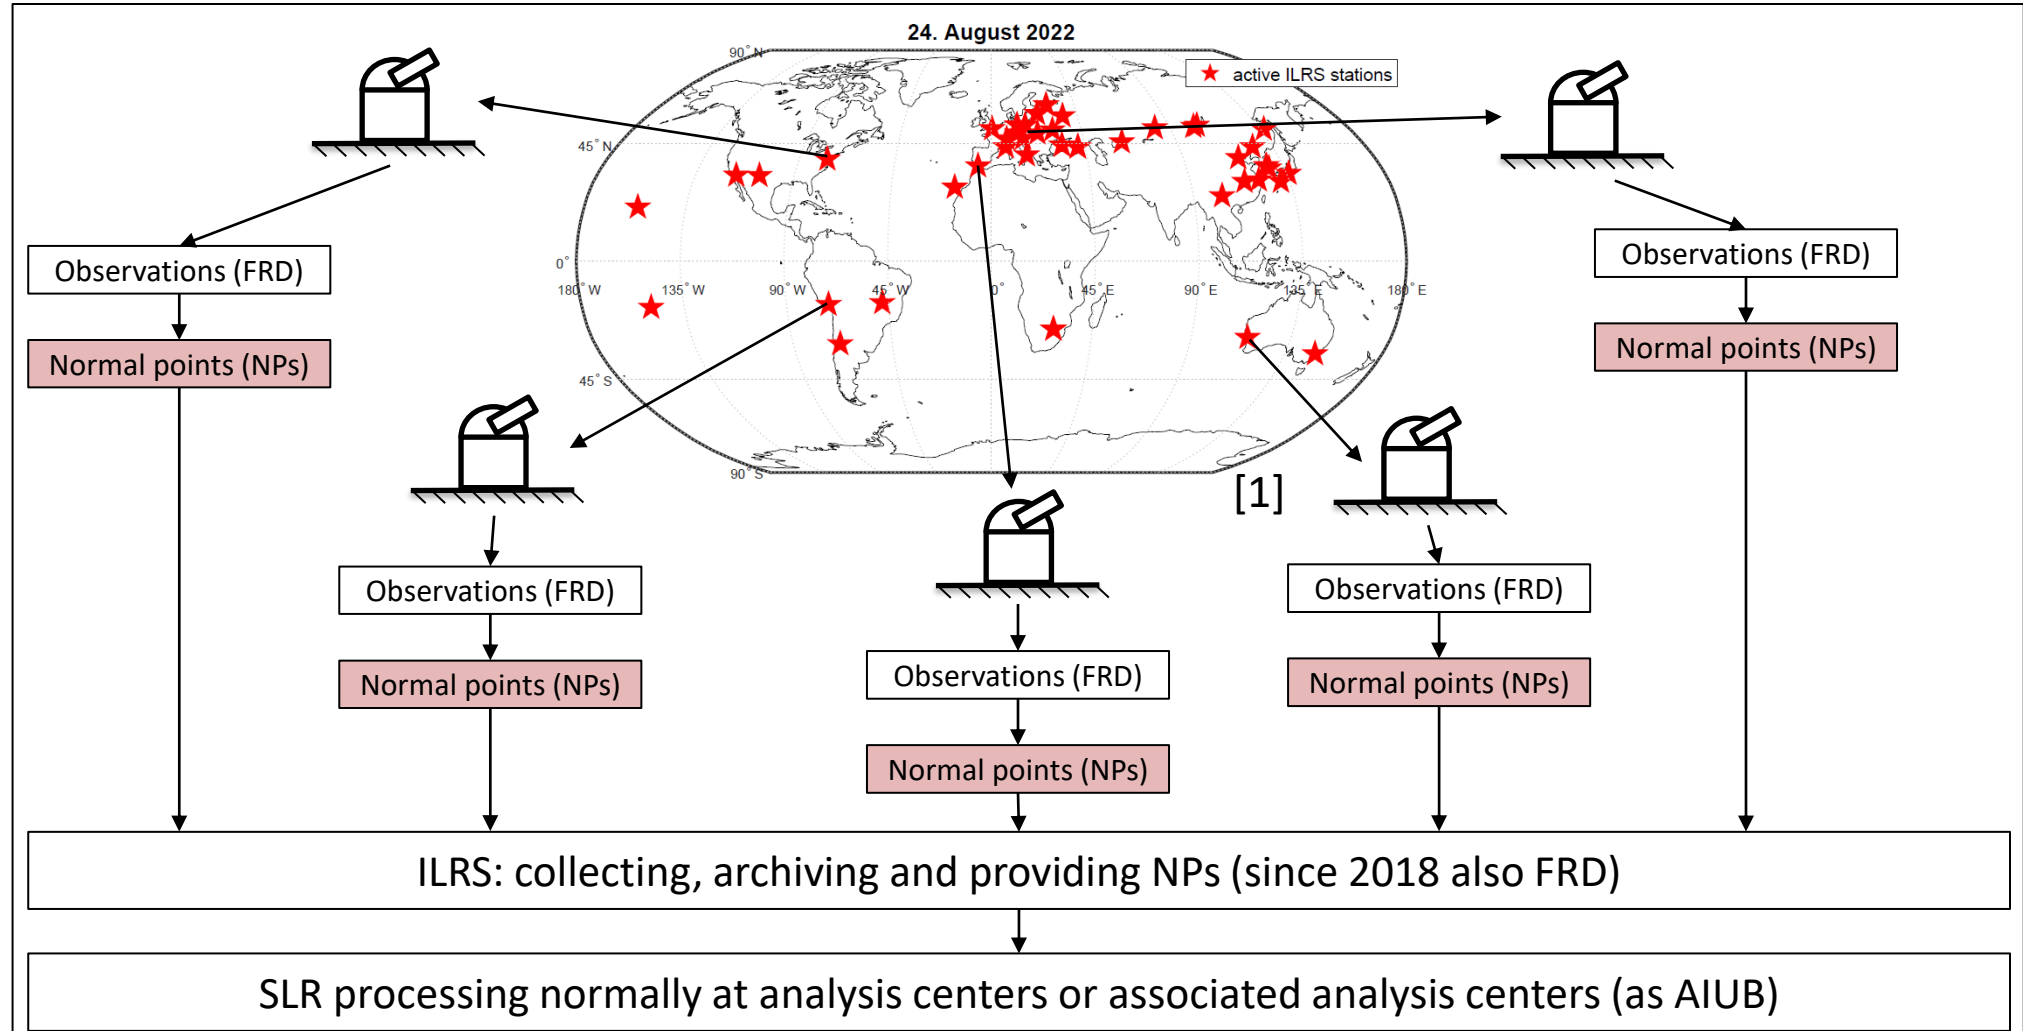 24. August 2022
90° N
active ILRS stations
45° N
0°
180° W
135° W
90° W
45° W
0°
45° E
90° E
135° E
180° E
45° S
90° S
[1]
Observations (FRD)
Normal points (NPs)
Observations (FRD)
Normal points (NPs)
Observations (FRD)
Normal points (NPs)
Observations (FRD)
Normal points (NPs)
Observations (FRD)
Normal points (NPs)
ILRS: collecting, archiving and providing NPs (since 2018 also FRD)
SLR processing normally at analysis centers or associated analysis centers (as AIUB)